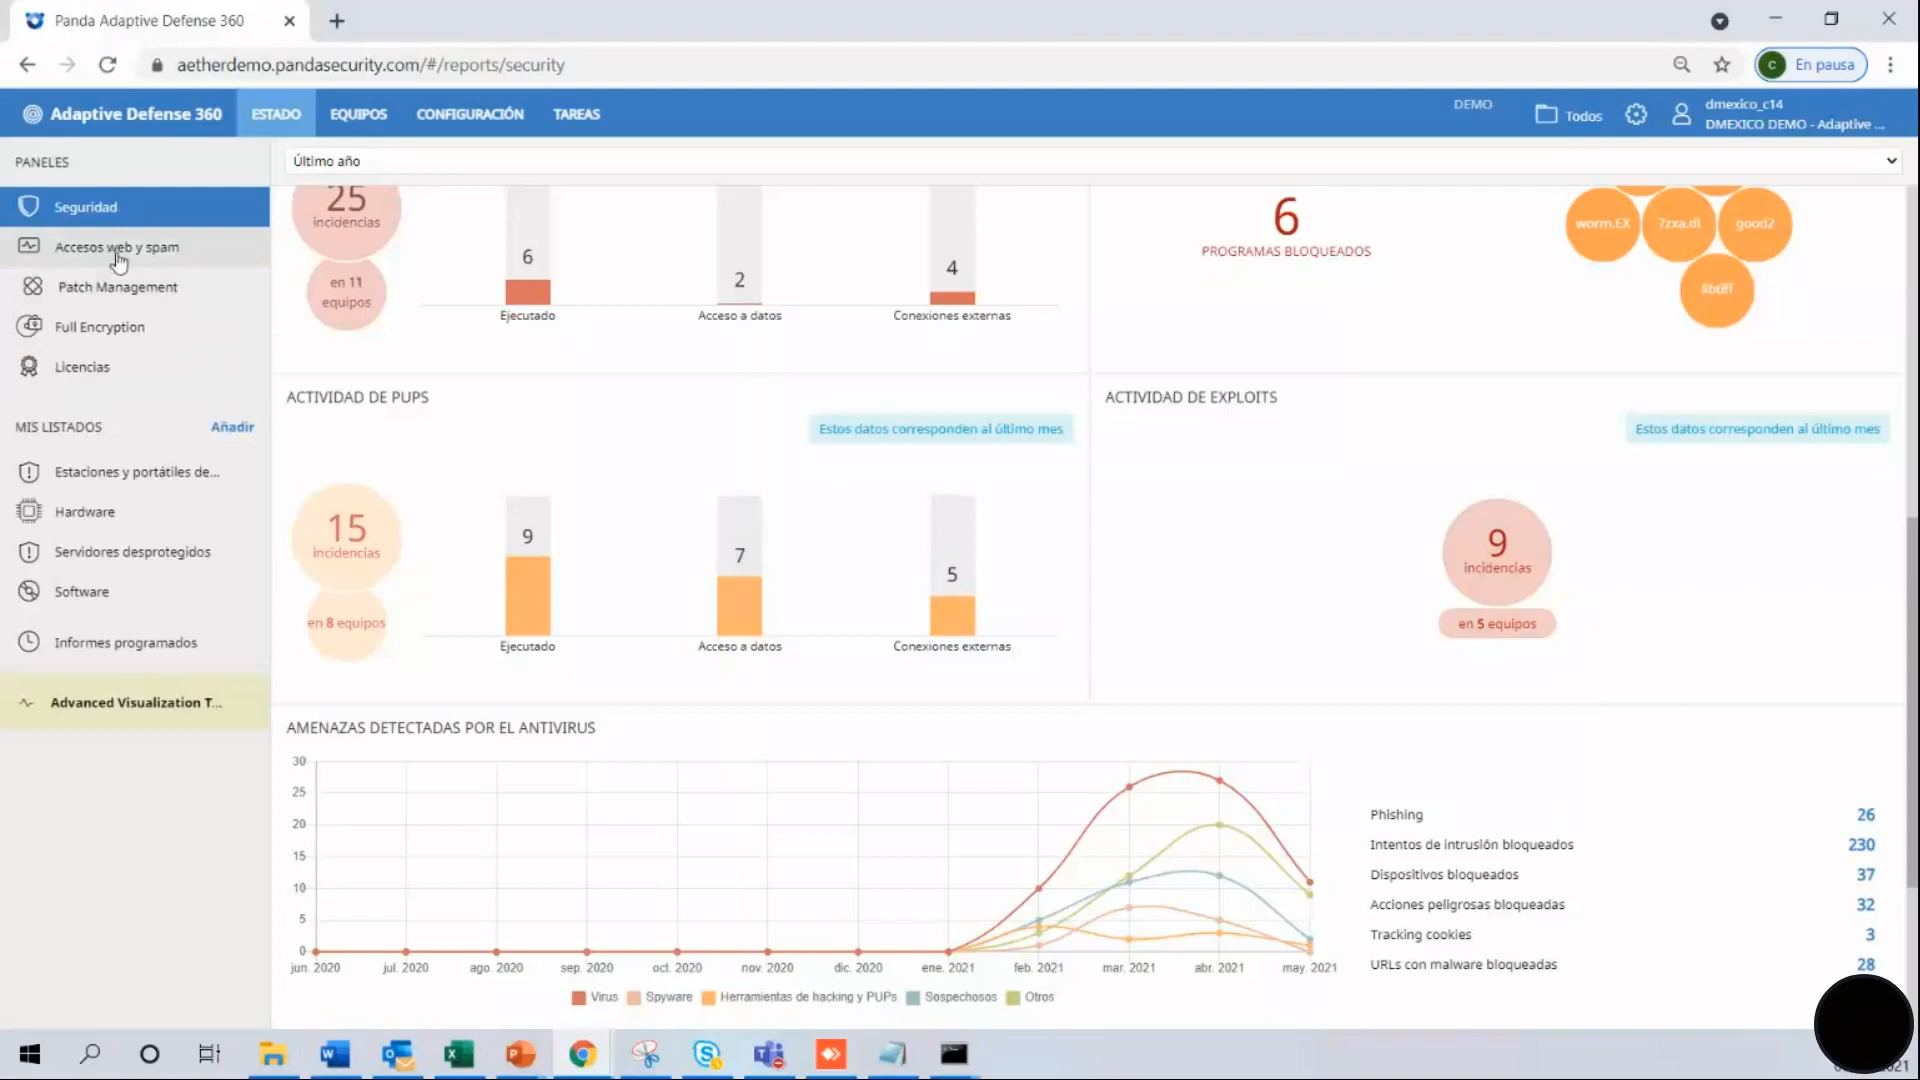 Panda Adaptive Defense 360
aetherdemo.pandasecurity.com/#/reports/security
C
En pausa
Adaptive Defense 360
ESTADO
EQUIPOS
CONFIGURACIÓN
TAREAS
DEMO
Todos
dmexico_c14
DMEXICO DEMO - Adaptive ...
PANELES
Seguridad
Accesos web y spam
Patch Management
Full Encryption
Licencias
MIS LISTADOS
Añadir
Estaciones y portátiles de...
Hardware
Servidores desprotegidos
Software
Informes programados
Advanced Visualization T...
Último año
25
incidencias
en 11
equipos
6
2
4
Ejecutado
Acceso a datos
Conexiones externas
6
PROGRAMAS BLOQUEADOS
worm.EX
7zxa.dl
good2
libtiff
ACTIVIDAD DE PUPS
Estos datos corresponden al último mes
15
incidencias
en 8 equipos
9
7
5
Ejecutado
Acceso a datos
Conexiones externas
ACTIVIDAD DE EXPLOITS
Estos datos corresponden al último mes
9
incidencias
en 5 equipos
AMENAZAS DETECTADAS POR EL ANTIVIRUS
30
25
20
15
10
5
0
jun. 2020
jul. 2020
ago. 2020
sep. 2020
oct. 2020
nov. 2020
dic. 2020
ene. 2021
feb. 2021
mar. 2021
abr. 2021
may. 2021
Virus
Spyware
Herramientas de hacking y PUPs
Sospechosos
Otros
Phishing 26
Intentos de intrusión bloqueados 230
Dispositivos bloqueados 37
Acciones peligrosas bloqueadas 32
Tracking cookies 3
URLs con malware bloqueadas 28